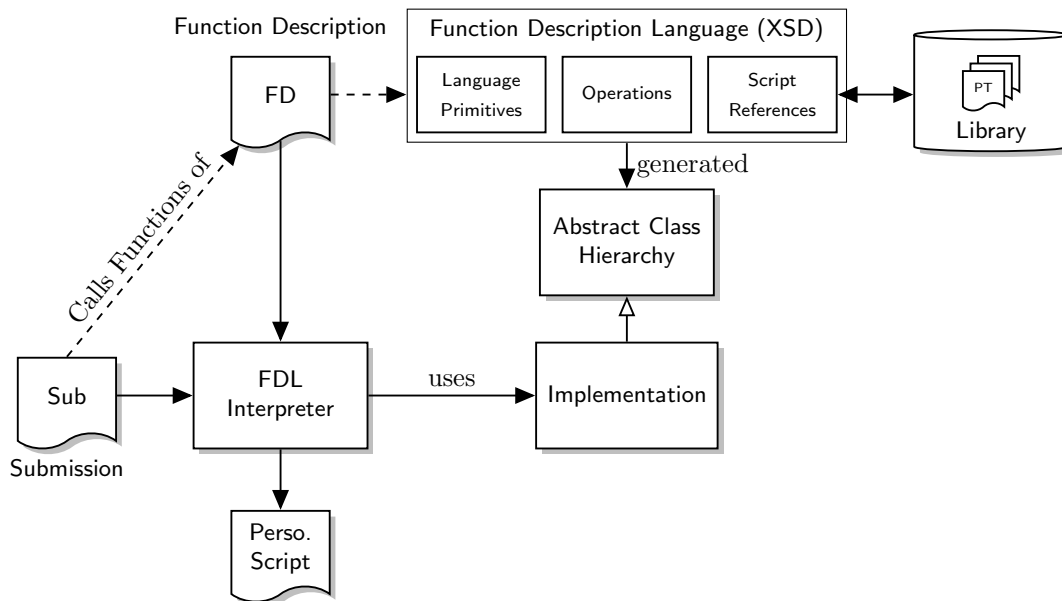 Function Description
Function Description Language (XSD)
FD
Language
Primitives
Operations
Script
References
PT
Library
generated
Calls Functions of
Abstract Class
Hierarchy
Sub
Submission
FDL
Interpreter
uses
Implementation
Perso.
Script